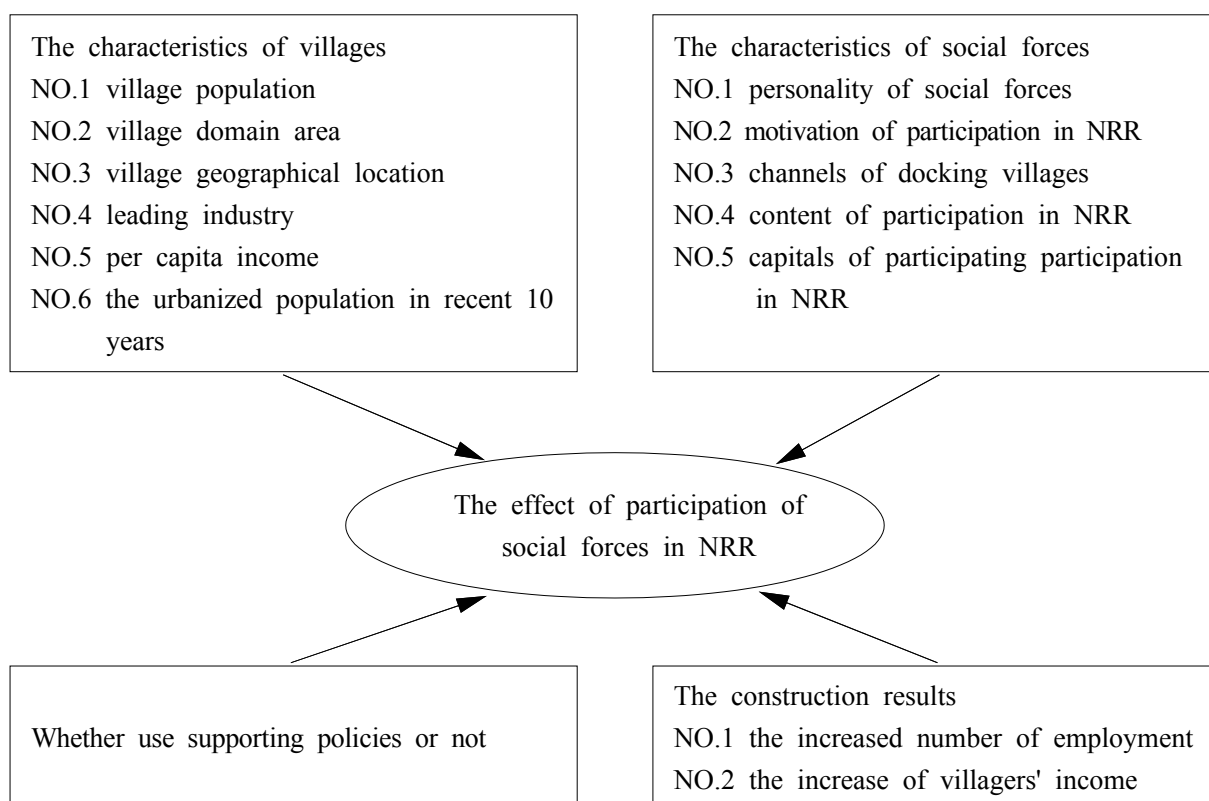 The characteristics of villages
NO.1 village population
NO.2 village domain area
NO.3 village geographical location
NO.4 leading industry
NO.5 per capita income
NO.6 the urbanized population in recent 10
years
The characteristics of social forces
NO.1 personality of social forces
NO.2 motivation of participation in NRR
NO.3 channels of docking villages
NO.4 content of participation in NRR
NO.5 capitals of participating participation
in NRR
The effect of participation of
social forces in NRR
Whether use supporting policies or not
The construction results
NO.1 the increased number of employment
NO.2 the increase of villagers' income